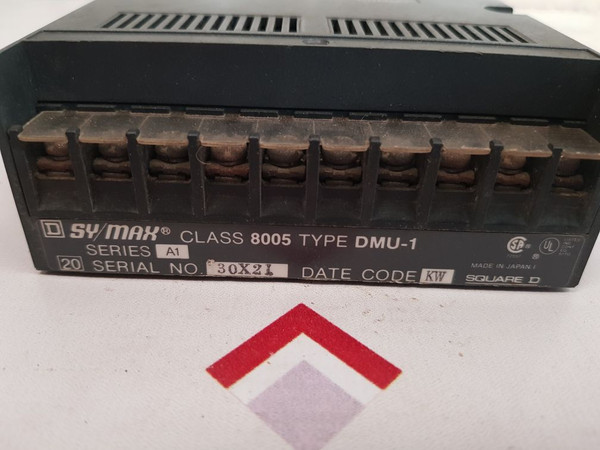 D SY/MAX® CLASS 8005 TYPE DMU-1
SERIES A1
20 SERIAL NO. 30X21 DATE CODE KW
MADE IN JAPAN
SQUARE D
UL